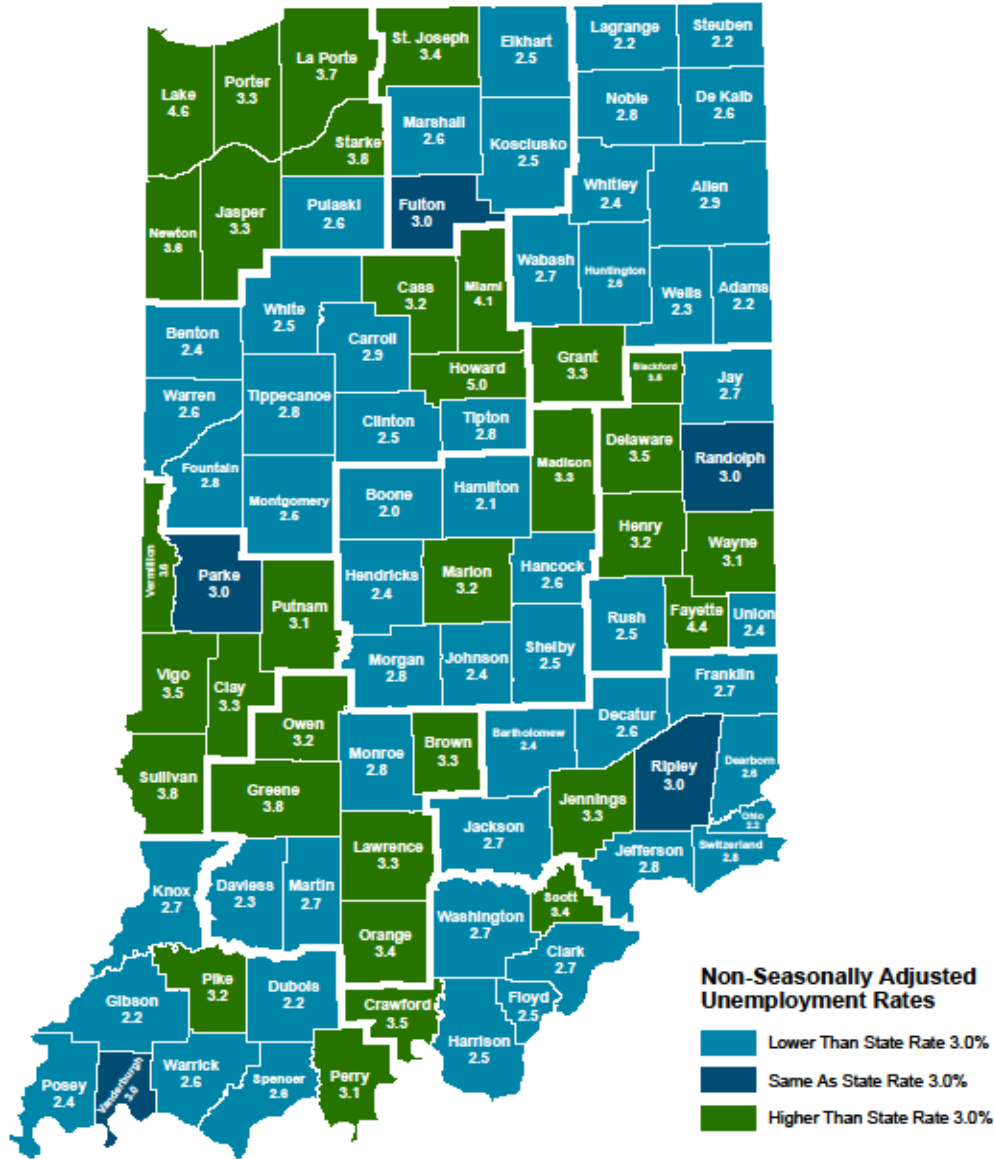 Lagrange
2.2
Steuben
2.2
St. Joseph
3.4
Elkhart
2.5
La Porte
3.7
Porter
3.3
Lake
4.6
Noble
2.8
De Kalb
2.6
Marshall
2.6
Kosciusko
2.5
Starke
3.8
Whitley
2.4
Allen
2.9
Pulaski
2.6
Fulton
3.0
Jasper
3.3
Newton
Wabash
2.7
Huntington
Wells
2.3
Adams
2.2
Cass
3.2
Miami
4.1
White
2.5
Benton
2.4
Carroll
2.9
Grant
3.3
Howard
5.0
Blackford
Jay
2.7
Warren
2.6
Tippecanoe
2.8
Clinton
2.5
Tipton
2.8
Delaware
3.5
Randolph
3.0
Madison
3.3
Fountain
2.8
Montgomery
Boone
2.0
Hamilton
2.1
Henry
3.2
Wayne
3.1
Vermillion
Parke
3.0
Putnam
3.1
Hendricks
2.4
Marion
3.2
Hancock
2.6
Rush
2.5
Fayette
4.4
Union
2.4
Vigo
3.5
Clay
3.3
Morgan
2.8
Johnson
2.4
Shelby
2.5
Franklin
2.7
Owen
3.2
Monroe
2.8
Brown
3.3
Bartholomew
2.4
Decatur
2.6
Ripley
3.0
Dearborn
Sullivan
3.8
Greene
3.8
Jackson
2.7
Jennings
3.3
Ohio
2.2
Jefferson
2.8
Switzerland
2.8
Lawrence
3.3
Knox
2.7
Daviess
2.3
Martin
2.7
Washington
2.7
Scott
3.4
Orange
3.4
Clark
2.7
Pike
3.2
Dubois
2.2
Gibson
2.2
Crawford
3.5
Floyd
2.5
Harrison
2.5
Posey
2.4
Vanderburgh
3.0
Warrick
2.6
Spencer
Perry
3.1
Non-Seasonally Adjusted
Unemployment Rates
Lower Than State Rate 3.0%
Same As State Rate 3.0%
Higher Than State Rate 3.0%